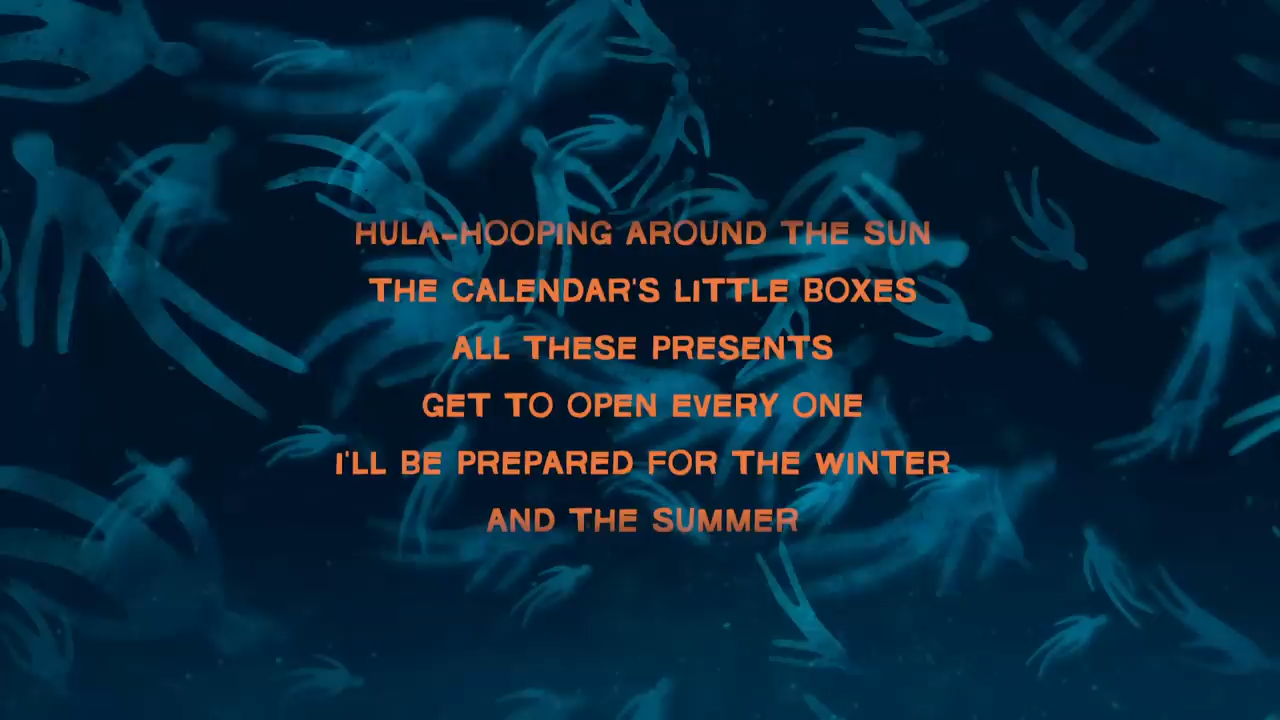 HULA-HOOPING AROUND THE SUN
THE CALENDAR'S LITTLE BOXES
ALL THESE PRESENTS
GET TO OPEN EVERY ONE
I'LL BE PREPARED FOR THE WINTER
AND THE SUMMER